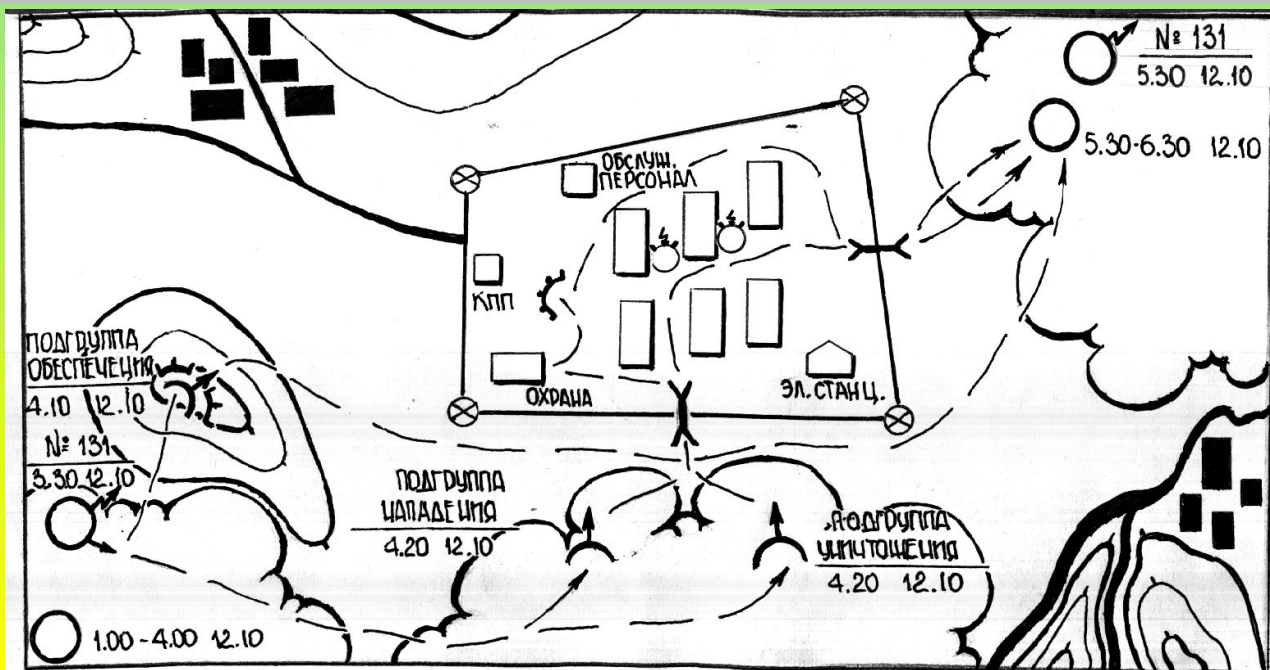 № 131
5.30 12.10
5.30-6.30 12.10
ОБСЛУЖ.
ПЕРСОНАЛ
КПП
ОХРАНА
ЭЛ. СТАНЦ.
ПОДГРУППА
ОБЕСПЕЧЕНИЯ
4.10 12.10
№ 131
3.30 12.10
ПОДГРУППА
НАПАДЕНИЯ
4.20 12.10
ПОДГРУППА
УНИЧТОЖЕНИЯ
4.20 12.10
1.00-4.00 12.10